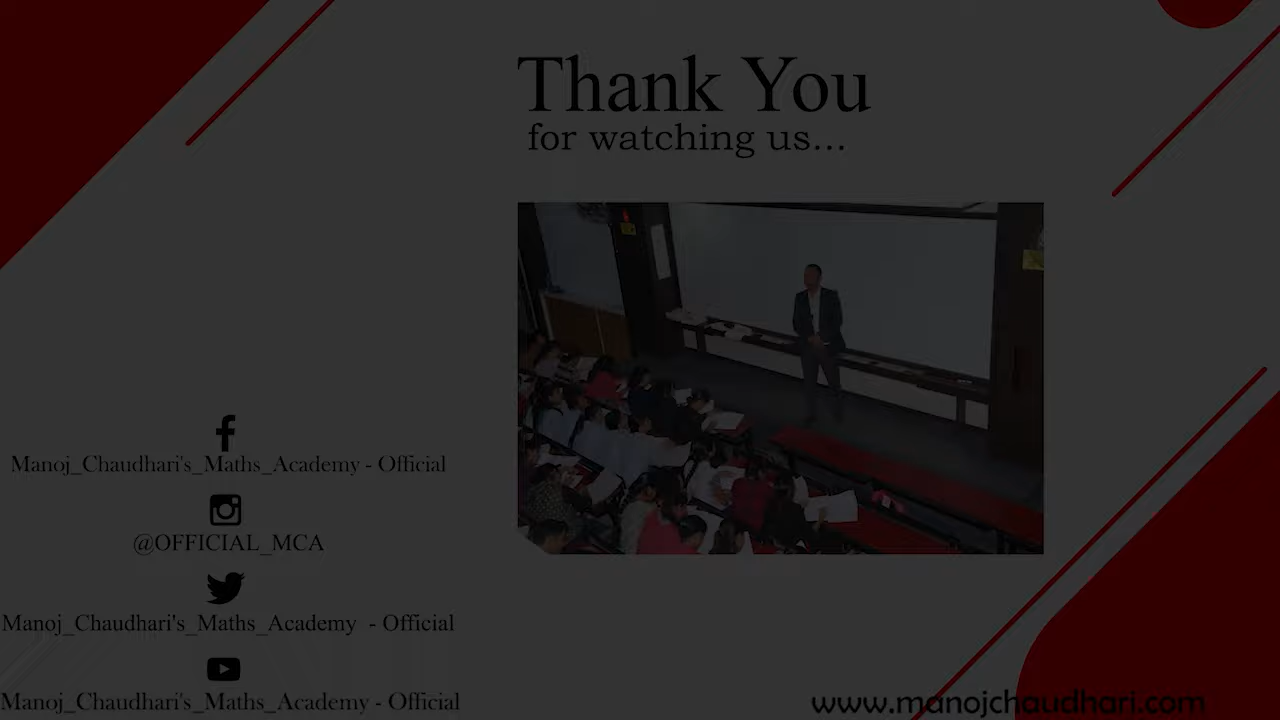 Thank You
for watching us...
Manoj_Chaudhari's_Maths_Academy - Official
@OFFICIAL_MCA
Manoj_Chaudhari's_Maths_Academy - Official
Manoj_Chaudhari's_Maths_Academy - Official
www.manojchaudhari.com